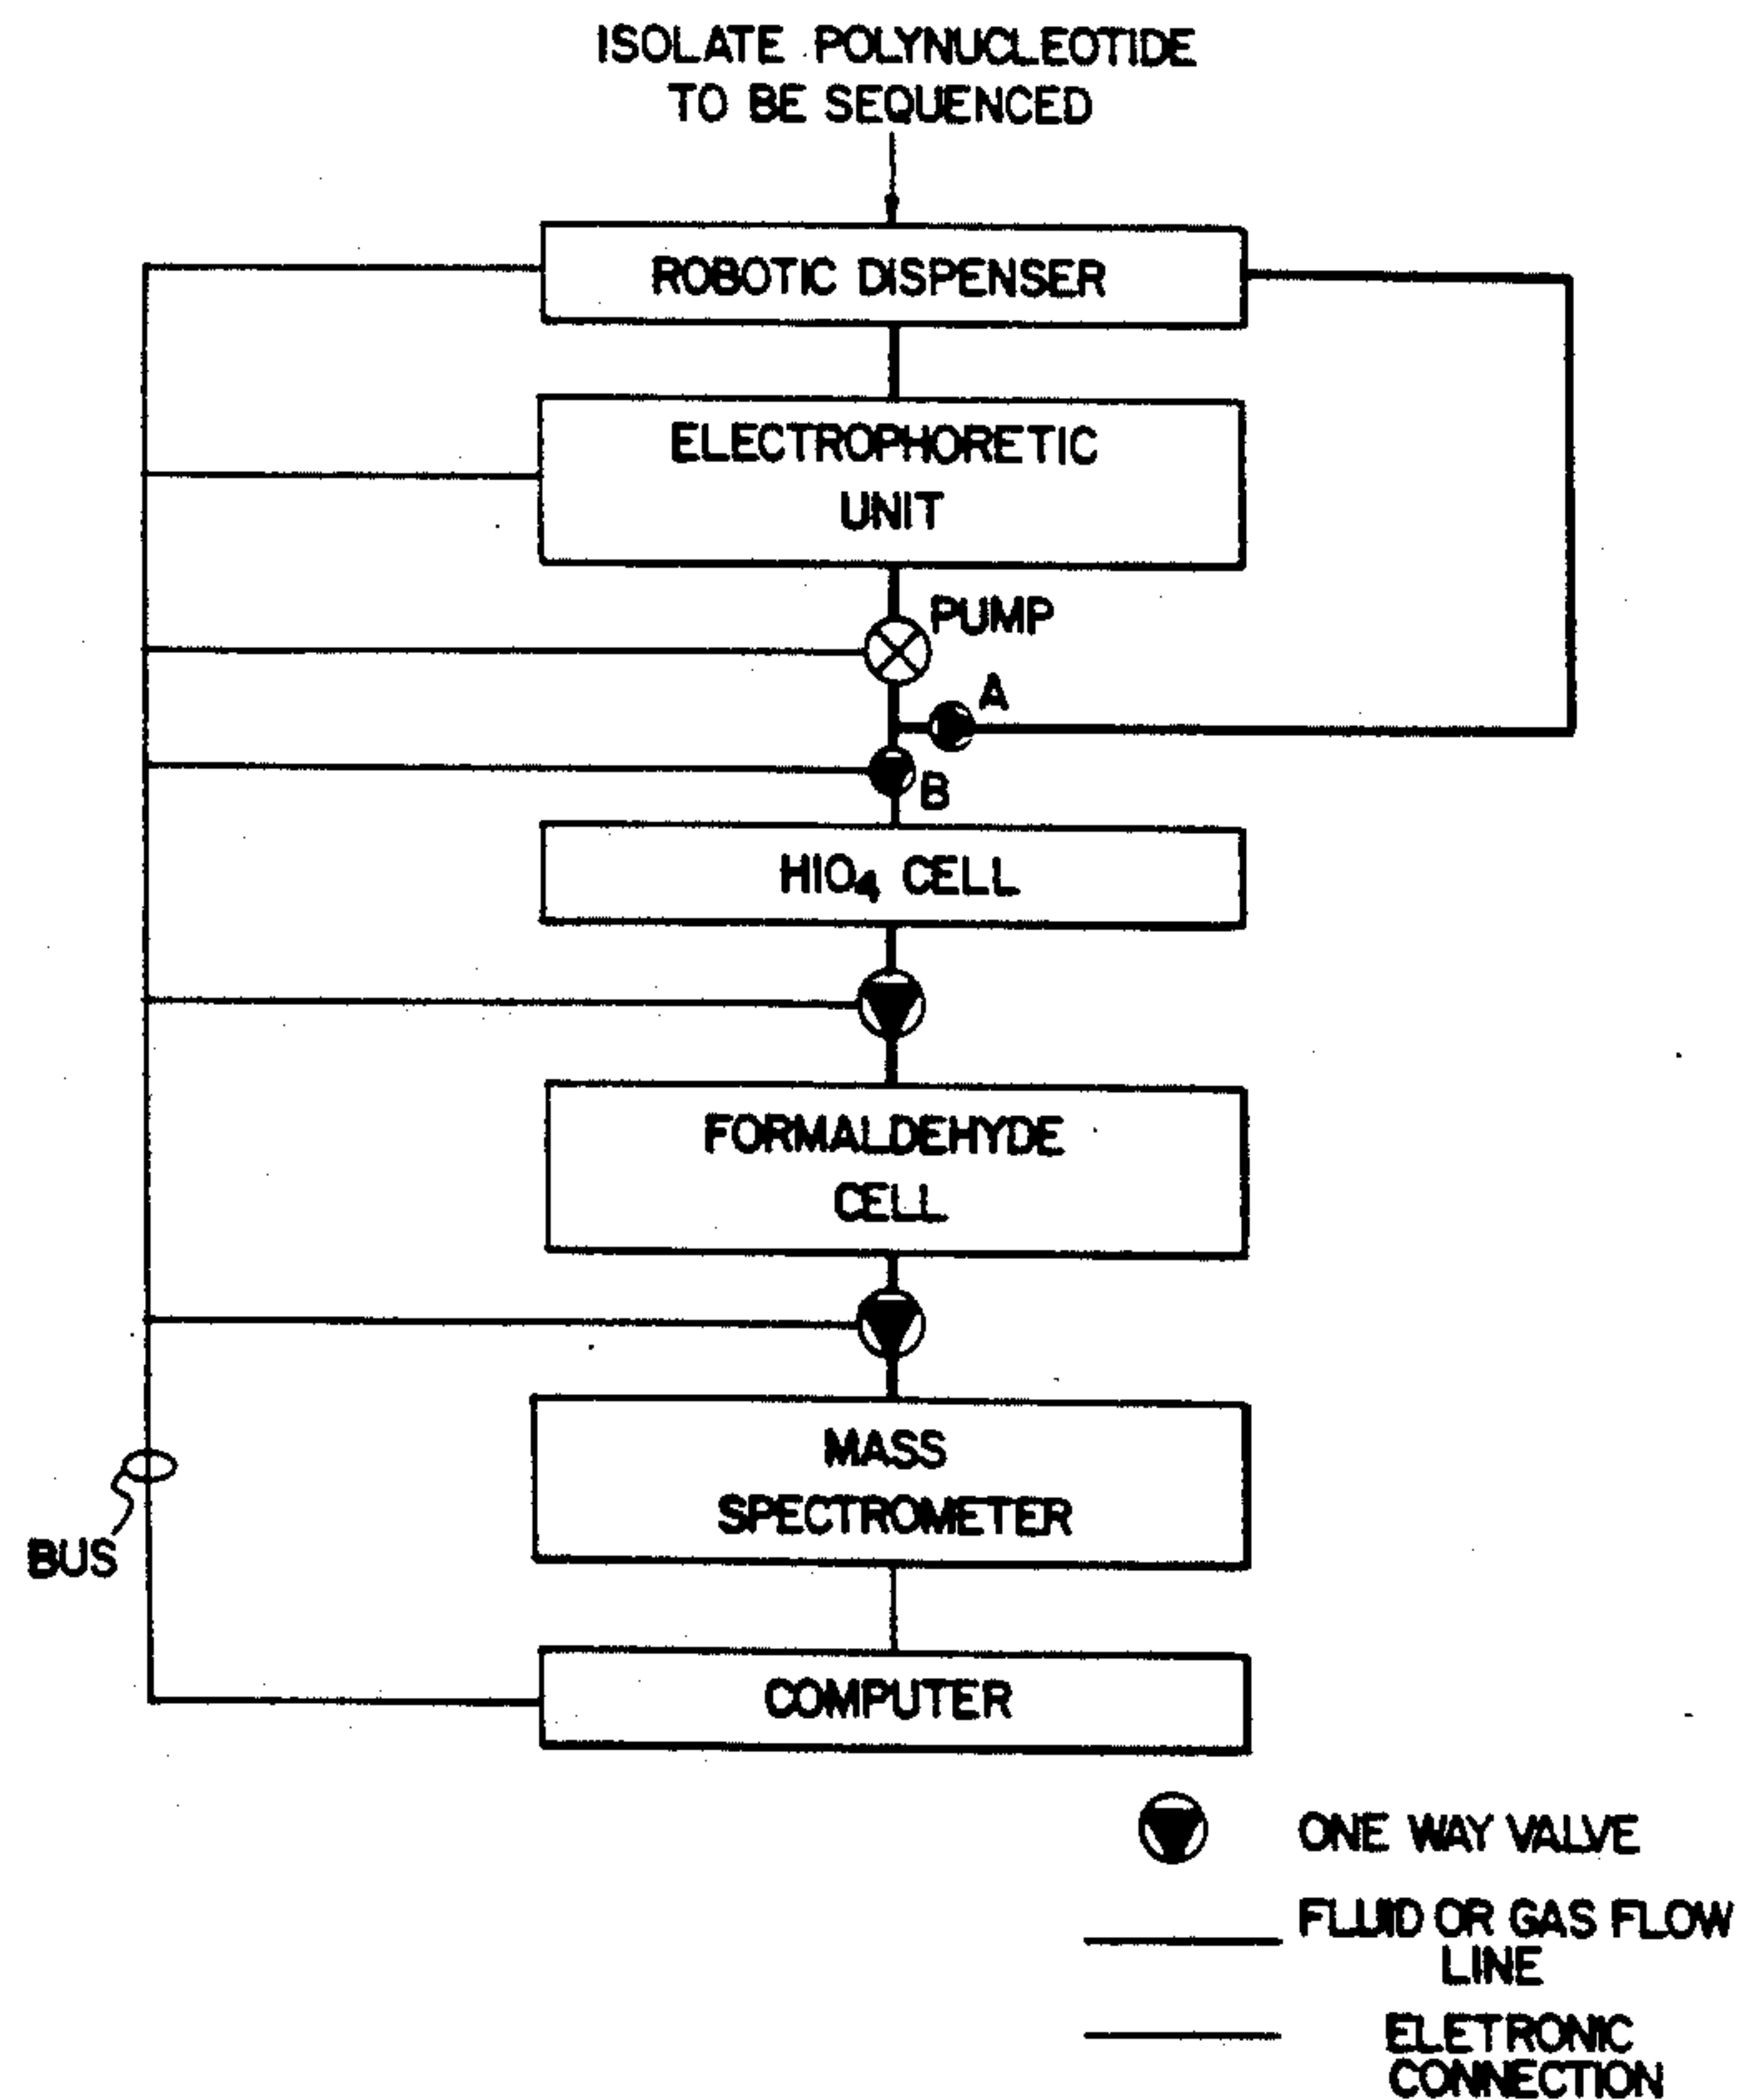 ISOLATE POLYNUCLEOTIDE
TO BE SEQUENCED
ROBOTIC DISPENSER
ELECTROPHORETIC
UNIT
PUMP
A
B
HIO₄ CELL
FORMALDEHYDE
CELL
MASS
SPECTROMETER
BUS
COMPUTER
ONE WAY VALVE
FLUID OR GAS FLOW
LINE
ELETRONIC
CONNECTION